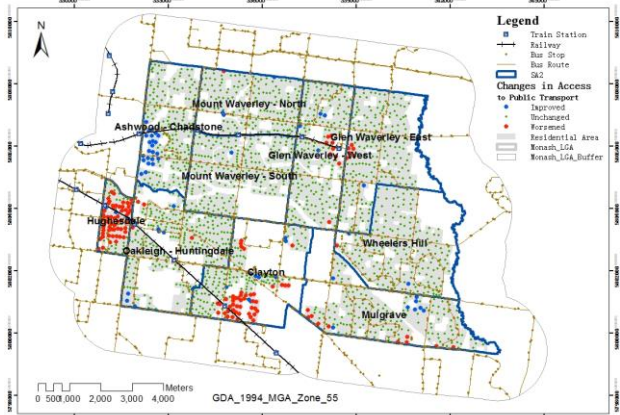 N
Legend
Train Station
Railway
Bus Stop
Bus Route
SA2
Changes in Access
to Public Transport
Improved
Unchanged
Worsened
Residential Area
Monash_LGA
Monash_LGA_Buffer
Mount Waverley - North
Ashwood - Chadstone
Glen Waverley - East
Glen Waverley - West
Mount Waverley - South
Hughesdale
Oakleigh - Huntingdale
Wheelers Hill
Clayton
Mulgrave
0 500 1,000 2,000 3,000 4,000 Meters
GDA_1994_MGA_Zone_55